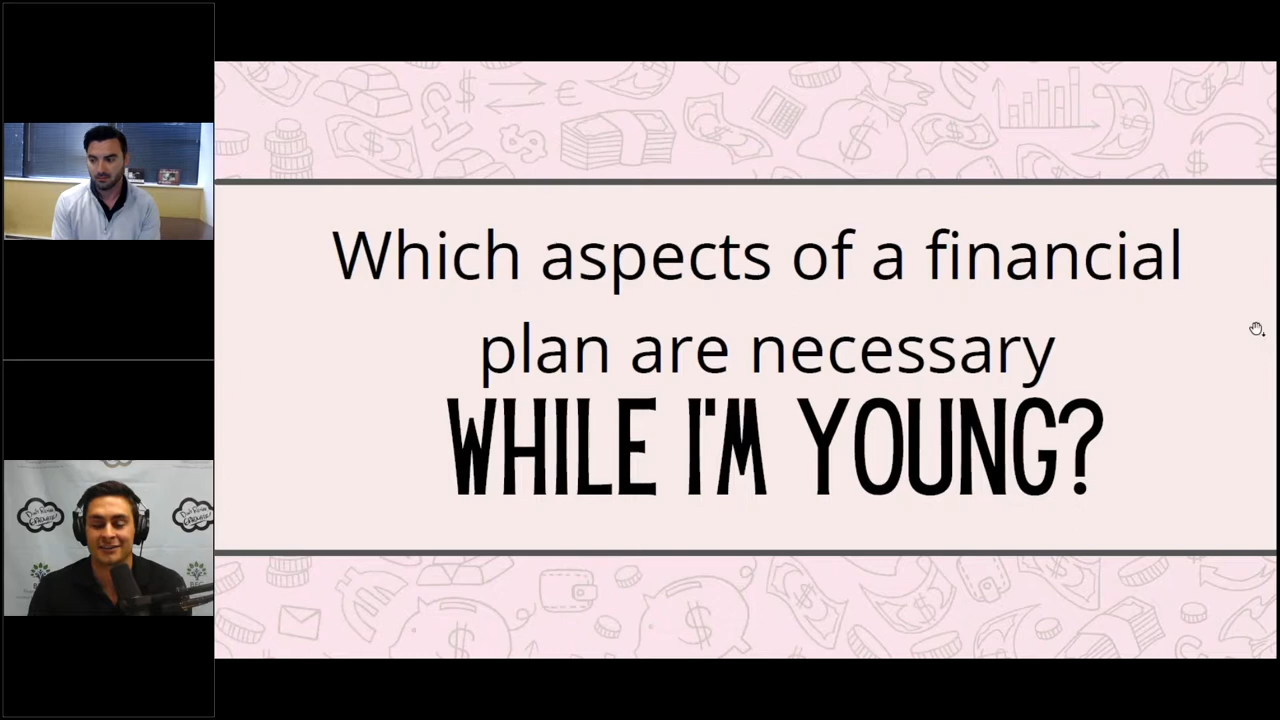 Which aspects of a financial
plan are necessary
WHILE I'M YOUNG?